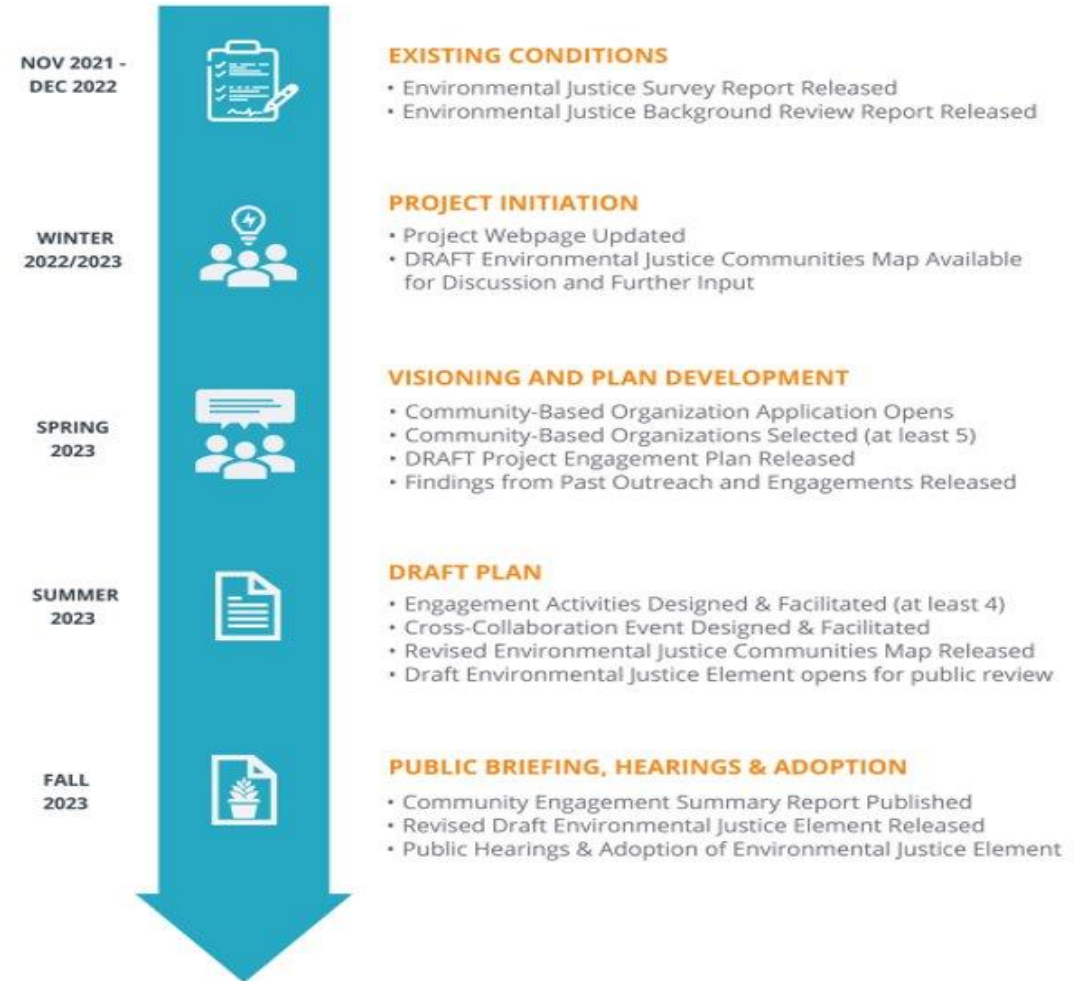 NOV 2021 -
DEC 2022
EXISTING CONDITIONS
• Environmental Justice Survey Report Released
• Environmental Justice Background Review Report Released
WINTER
2022/2023
PROJECT INITIATION
• Project Webpage Updated
• DRAFT Environmental Justice Communities Map Available
for Discussion and Further Input
SPRING
2023
VISIONING AND PLAN DEVELOPMENT
• Community-Based Organization Application Opens
• Community-Based Organizations Selected (at least 5)
• DRAFT Project Engagement Plan Released
• Findings from Past Outreach and Engagements Released
SUMMER
2023
DRAFT PLAN
• Engagement Activities Designed & Facilitated (at least 4)
• Cross-Collaboration Event Designed & Facilitated
• Revised Environmental Justice Communities Map Released
• Draft Environmental Justice Element opens for public review
FALL
2023
PUBLIC BRIEFING, HEARINGS & ADOPTION
• Community Engagement Summary Report Published
• Revised Draft Environmental Justice Element Released
• Public Hearings & Adoption of Environmental Justice Element